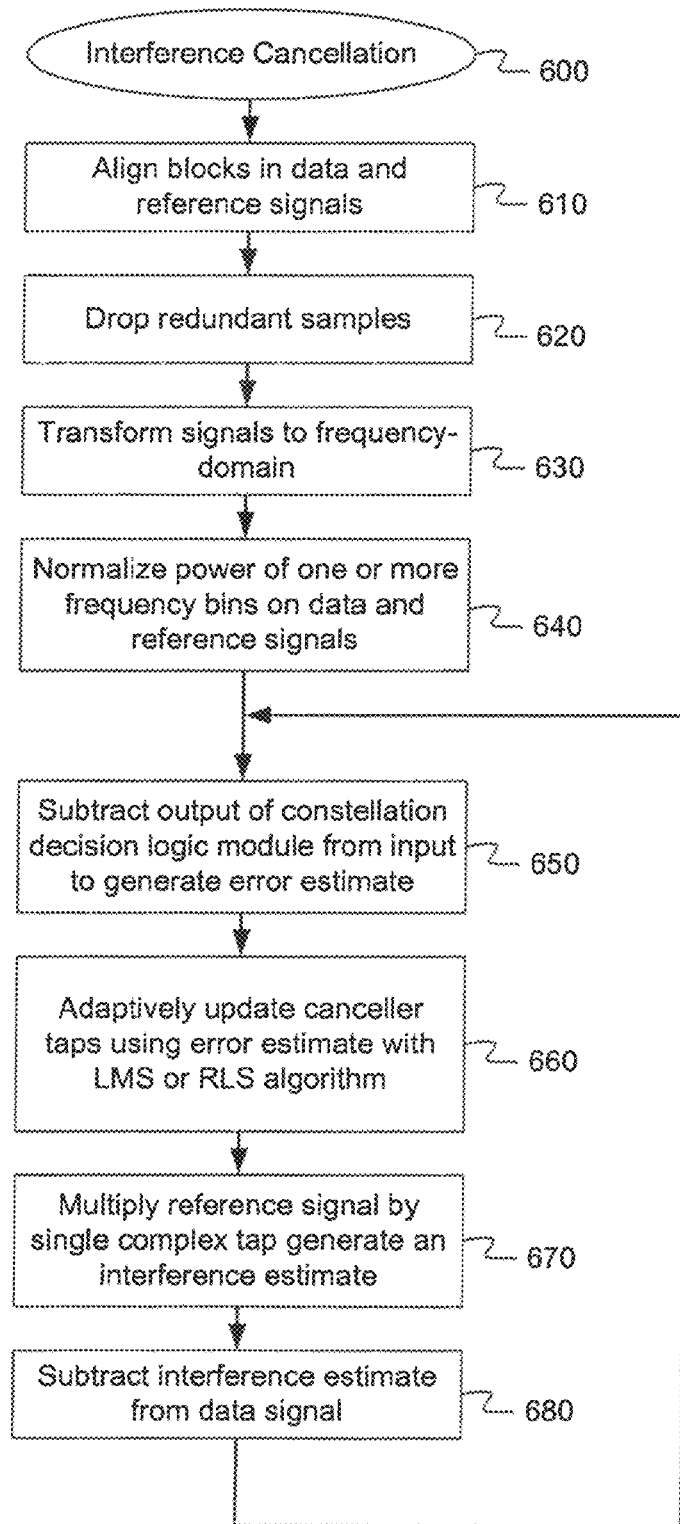 Interference Cancellation
600
Align blocks in data and
reference signals
610
Drop redundant samples
620
Transform signals to frequency-
domain
630
Normalize power of one or more
frequency bins on data and
reference signals
640
Subtract output of constellation
decision logic module from input
to generate error estimate
650
Adaptively update canceller
taps using error estimate with
LMS or RLS algorithm
660
Multiply reference signal by
single complex tap generate an
interference estimate
670
Subtract interference estimate
from data signal
680